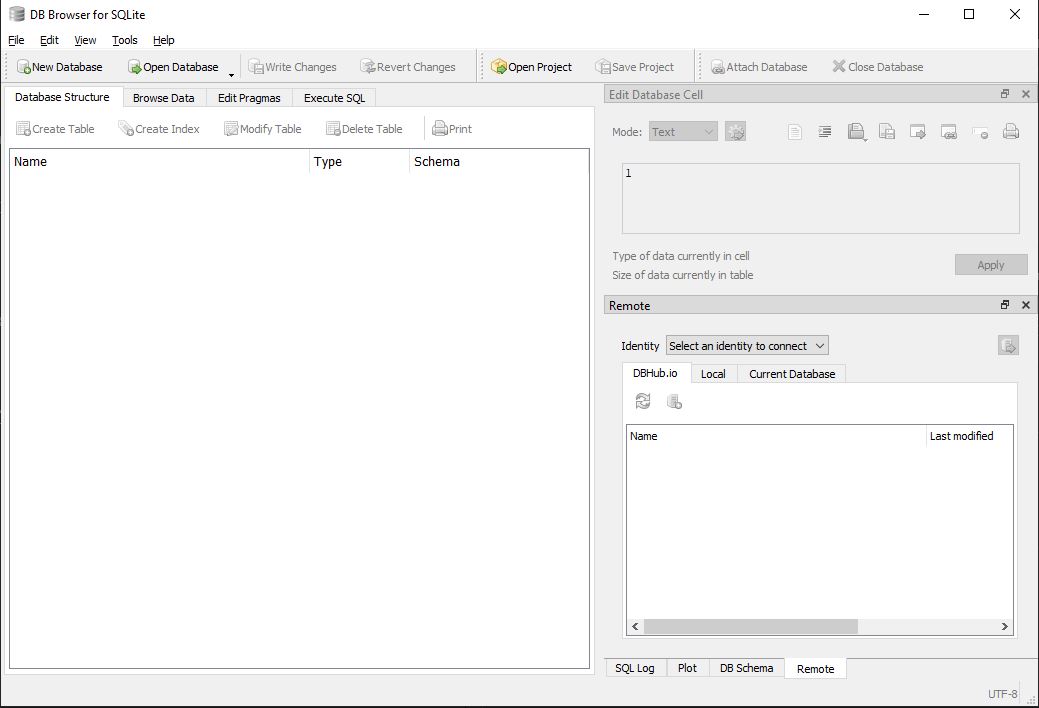 DB Browser for SQLite
File Edit View Tools Help
New Database Open Database Write Changes Revert Changes Open Project Save Project Attach Database Close Database
Database Structure Browse Data Edit Pragmas Execute SQL
Create Table Create Index Modify Table Delete Table Print
Name Type Schema
Edit Database Cell
Mode: Text
1
Type of data currently in cell
Size of data currently in table
Apply
Remote
Identity Select an identity to connect
DBHub.io Local Current Database
Name Last modified
SQL Log Plot DB Schema Remote
UTF-8